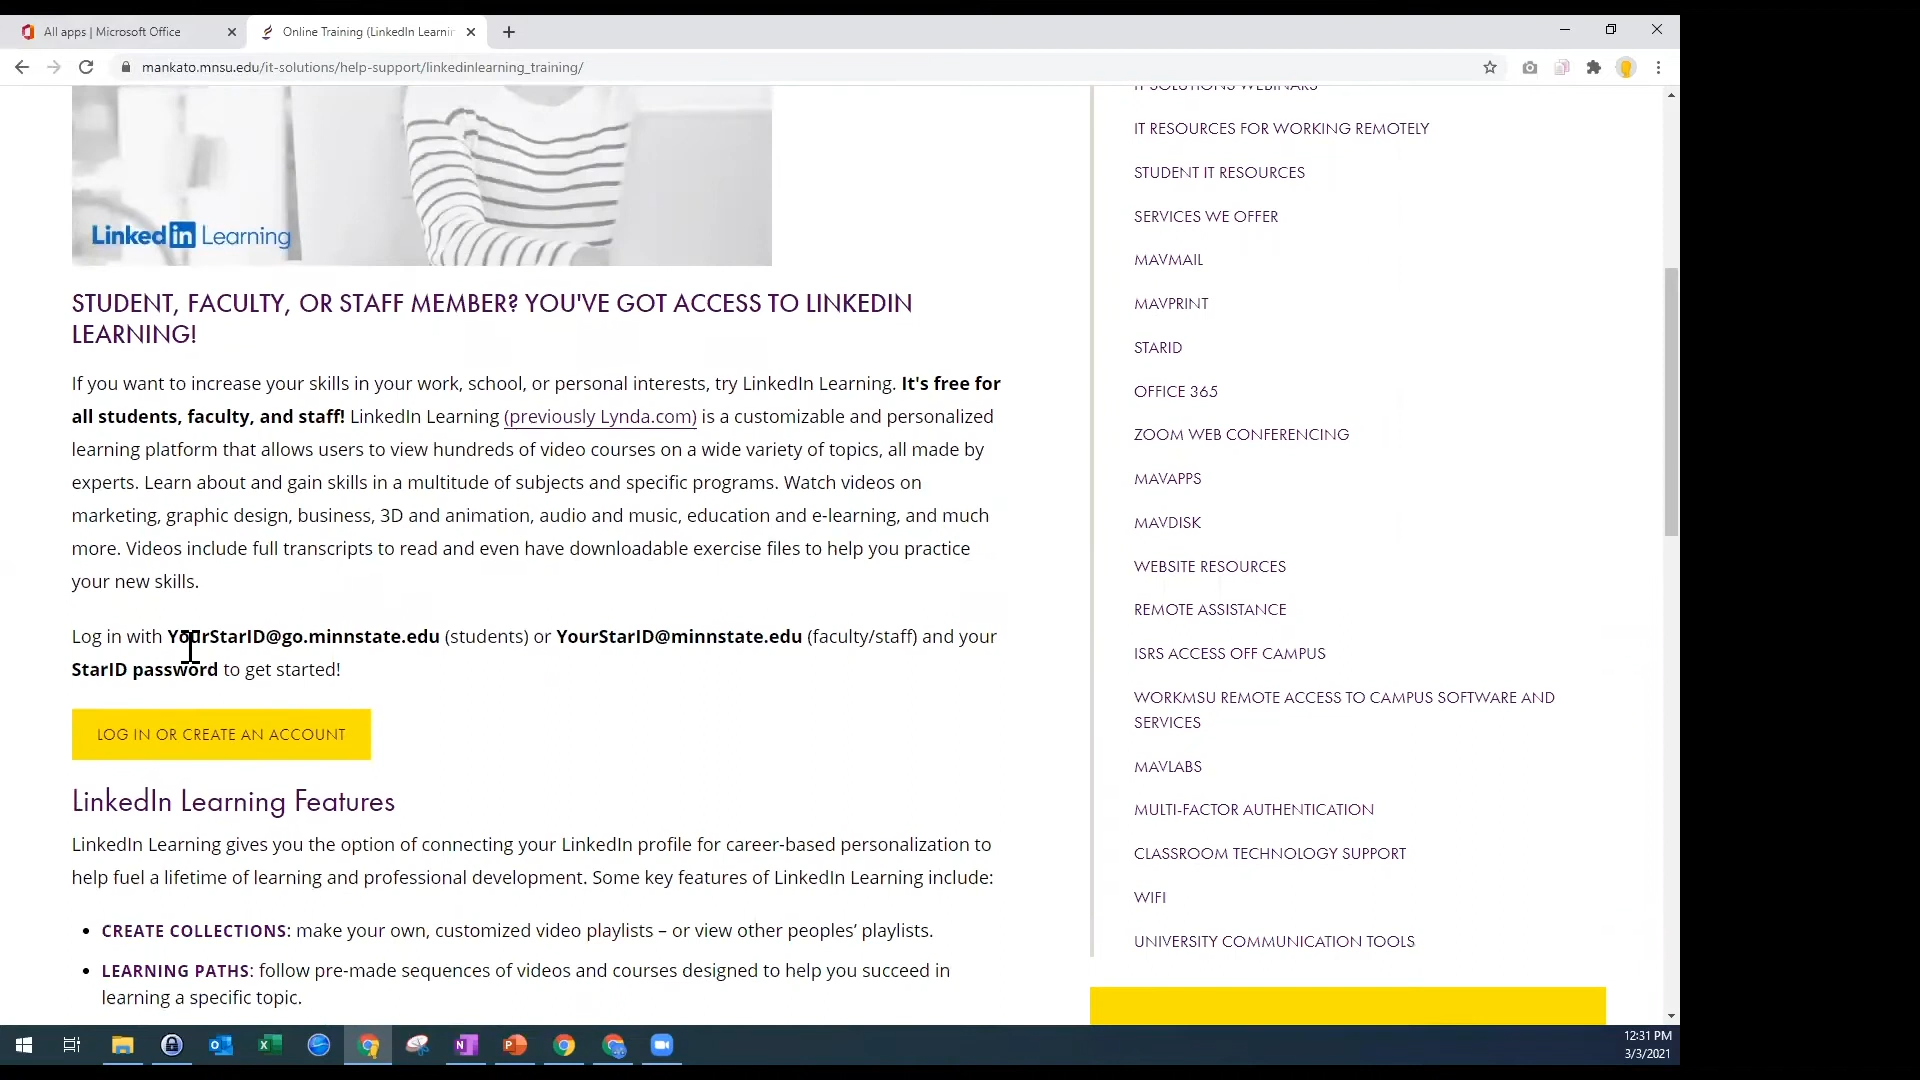 All apps | Microsoft Office
Online Training (LinkedIn Learnin
mankato.mnsu.edu/it-solutions/help-support/linkedinlearning_training/
LinkedIn Learning
STUDENT, FACULTY, OR STAFF MEMBER? YOU'VE GOT ACCESS TO LINKEDIN
LEARNING!
If you want to increase your skills in your work, school, or personal interests, try LinkedIn Learning. It's free for
all students, faculty, and staff! LinkedIn Learning (previously Lynda.com) is a customizable and personalized
learning platform that allows users to view hundreds of video courses on a wide variety of topics, all made by
experts. Learn about and gain skills in a multitude of subjects and specific programs. Watch videos on
marketing, graphic design, business, 3D and animation, audio and music, education and e-learning, and much
more. Videos include full transcripts to read and even have downloadable exercise files to help you practice
your new skills.
Log in with YourStarID@go.minnstate.edu (students) or YourStarID@minnstate.edu (faculty/staff) and your
StarID password to get started!
LOG IN OR CREATE AN ACCOUNT
LinkedIn Learning Features
LinkedIn Learning gives you the option of connecting your LinkedIn profile for career-based personalization to
help fuel a lifetime of learning and professional development. Some key features of LinkedIn Learning include:
• CREATE COLLECTIONS: make your own, customized video playlists – or view other peoples' playlists.
• LEARNING PATHS: follow pre-made sequences of videos and courses designed to help you succeed in
learning a specific topic.
IT SOLUTIONS WEBINARS
IT RESOURCES FOR WORKING REMOTELY
STUDENT IT RESOURCES
SERVICES WE OFFER
MAVMAIL
MAVPRINT
STARID
OFFICE 365
ZOOM WEB CONFERENCING
MAVAPPS
MAVDISK
WEBSITE RESOURCES
REMOTE ASSISTANCE
ISRS ACCESS OFF CAMPUS
WORKMSU REMOTE ACCESS TO CAMPUS SOFTWARE AND
SERVICES
MAVLABS
MULTI-FACTOR AUTHENTICATION
CLASSROOM TECHNOLOGY SUPPORT
WIFI
UNIVERSITY COMMUNICATION TOOLS
12:31 PM
3/3/2021